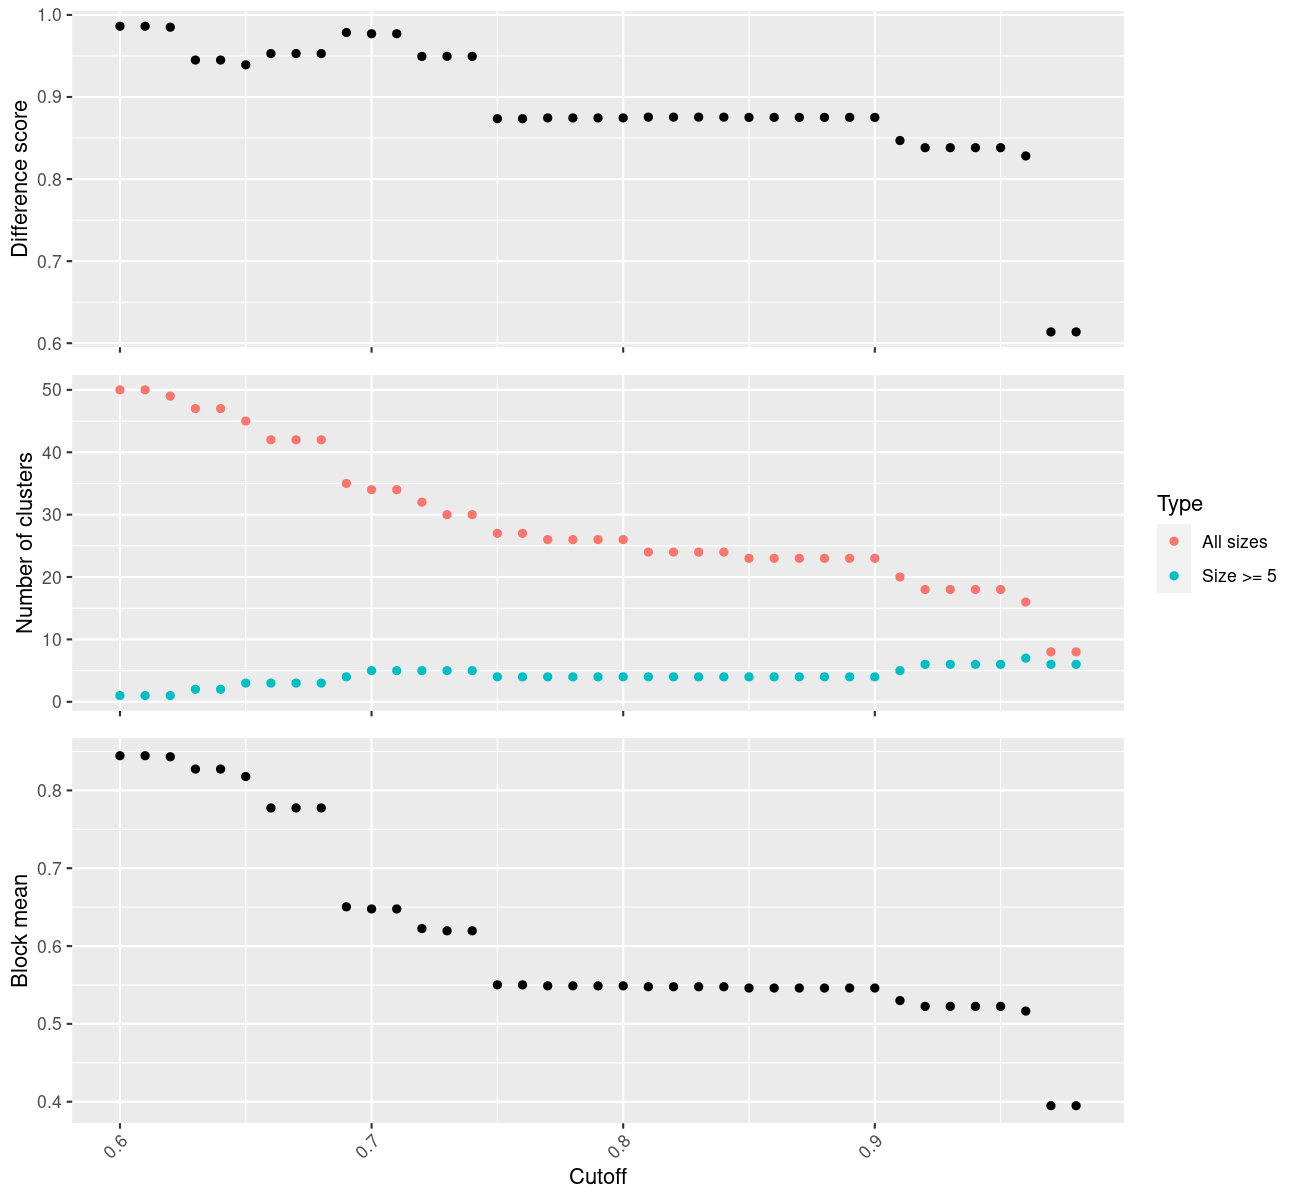 Difference score
1.0
0.9
0.8
0.7
0.6
Number of clusters
50
40
30
20
10
0
Type
All sizes
Size >= 5
Block mean
0.8
0.7
0.6
0.5
0.4
0.6 0.7 0.8 0.9
Cutoff